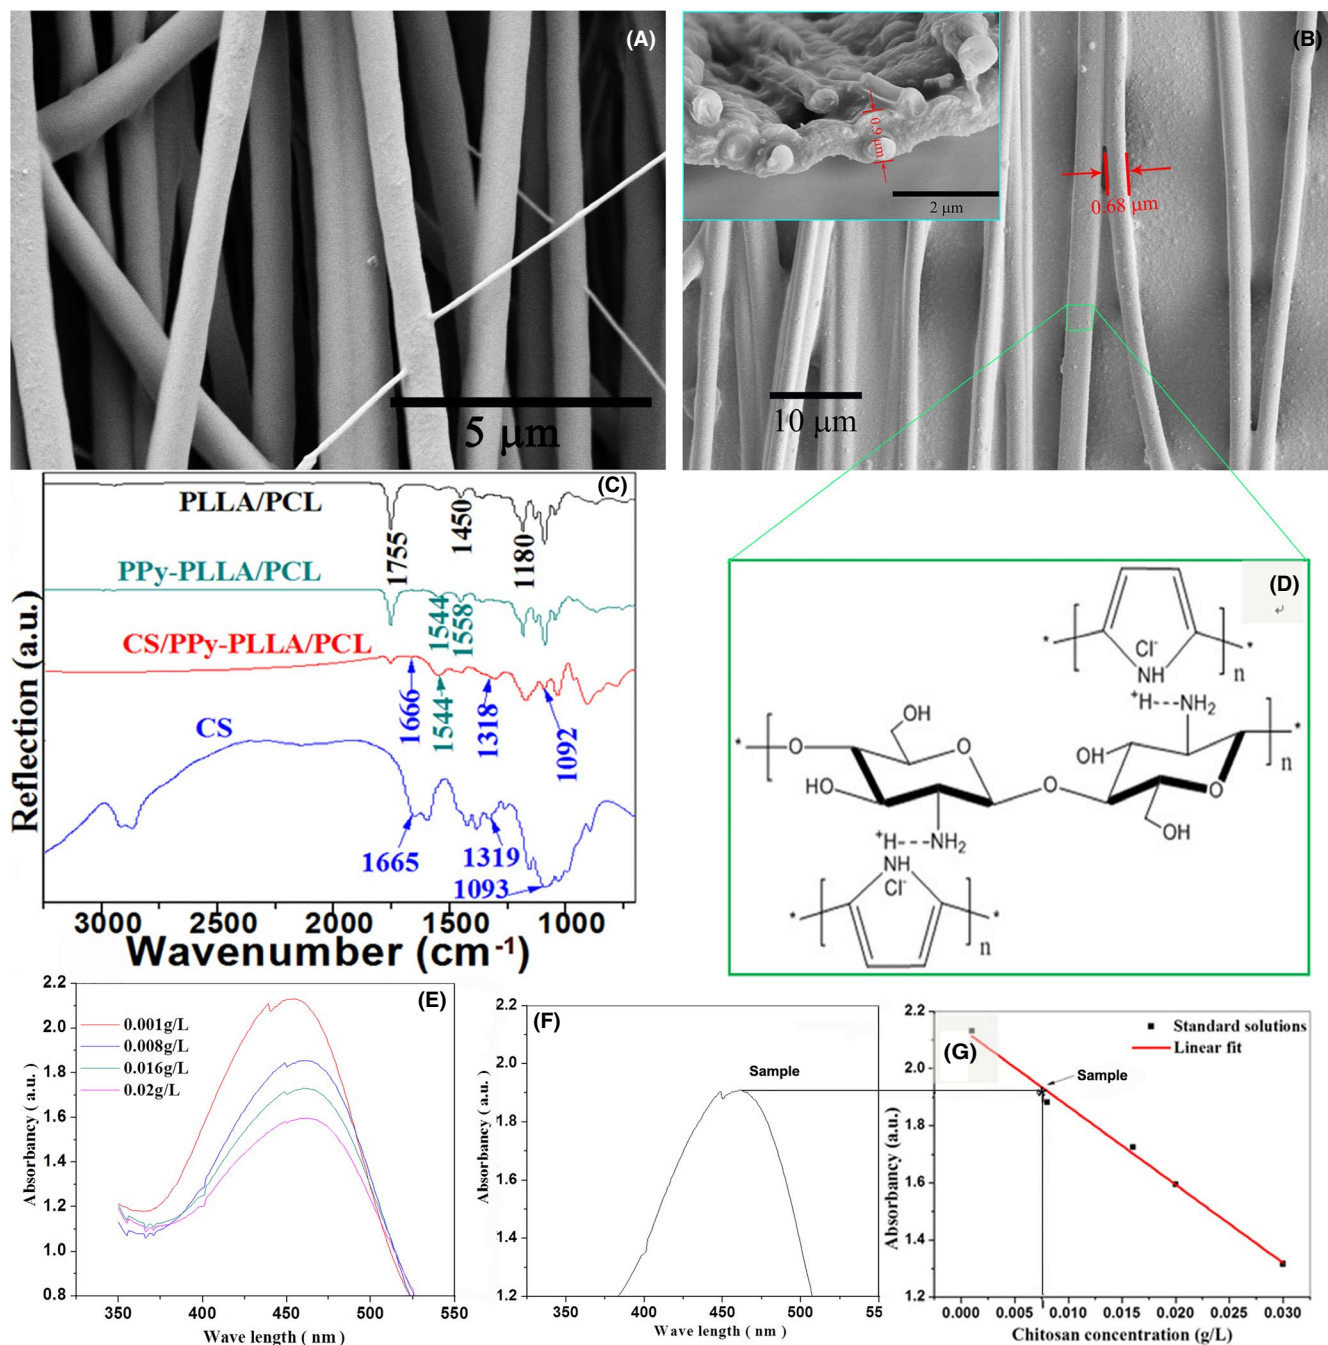 (A)
5 μm
(B)
0.9 μm
2 μm
0.68 μm
10 μm
(C)
PLLA/PCL
1755
1450
1180
PPy-PLLA/PCL
1544
1558
CS/PPy-PLLA/PCL
1666
1544
1318
1092
CS
1665
1319
1093
Reflection (a.u.)
3000 2500 2000 1500 1000
Wavenumber (cm-1)
(D)
Cl-
NH
n
+H---NH2
OH
O
O
HO
OH
O
O
n
OH
+H---NH2
NH
Cl-
n
(E)
0.001g/L
0.008g/L
0.016g/L
0.02g/L
2.2
2.0
1.8
1.6
1.4
1.2
1.0
0.8
Absorbancy ( a.u. )
350 400 450 500 550
Wave length ( nm )
(F)
Sample
2.2
2.0
1.8
1.6
1.4
1.2
Absorbancy ( a.u. )
350 400 450 500 55
Wave length ( nm )
(G)
Standard solutions
Linear fit
Sample
2.2
2.0
1.8
1.6
1.4
1.2
Absorbancy (a.u.)
0.000 0.005 0.010 0.015 0.020 0.025 0.030
Chitosan concentration (g/L)